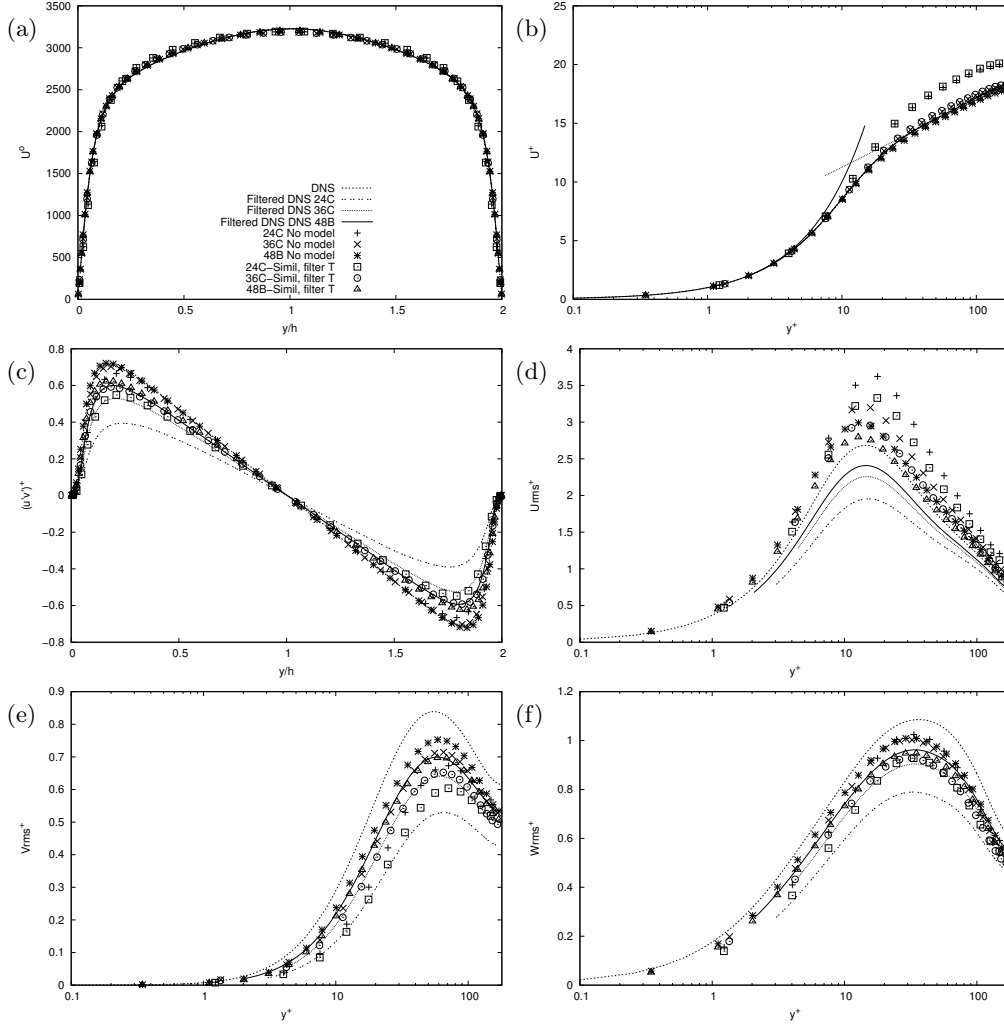 (a)
3500
3000
2500
2000
1500
1000
500
0
U⁰
0
0.5
1
1.5
2
y/h
DNS
Filtered DNS 24C
Filtered DNS 36C
Filtered DNS DNS 48B
24C No model
36C No model
48B No model
24C−Simil, filter T
36C−Simil, filter T
48B−Simil, filter T
(b)
25
20
15
10
5
0
U⁺
0.1
1
10
100
y⁺
(c)
0.8
0.6
0.4
0.2
0
−0.2
−0.4
−0.6
−0.8
⟨u'v'⟩⁺
0
0.5
1
1.5
2
y/h
(d)
4
3.5
3
2.5
2
1.5
1
0.5
0
Urms⁺
0.1
1
10
100
y⁺
(e)
0.9
0.8
0.7
0.6
0.5
0.4
0.3
0.2
0.1
0
Vrms⁺
0.1
1
10
100
y⁺
(f)
1.2
1
0.8
0.6
0.4
0.2
0
Wrms⁺
0.1
1
10
100
y⁺